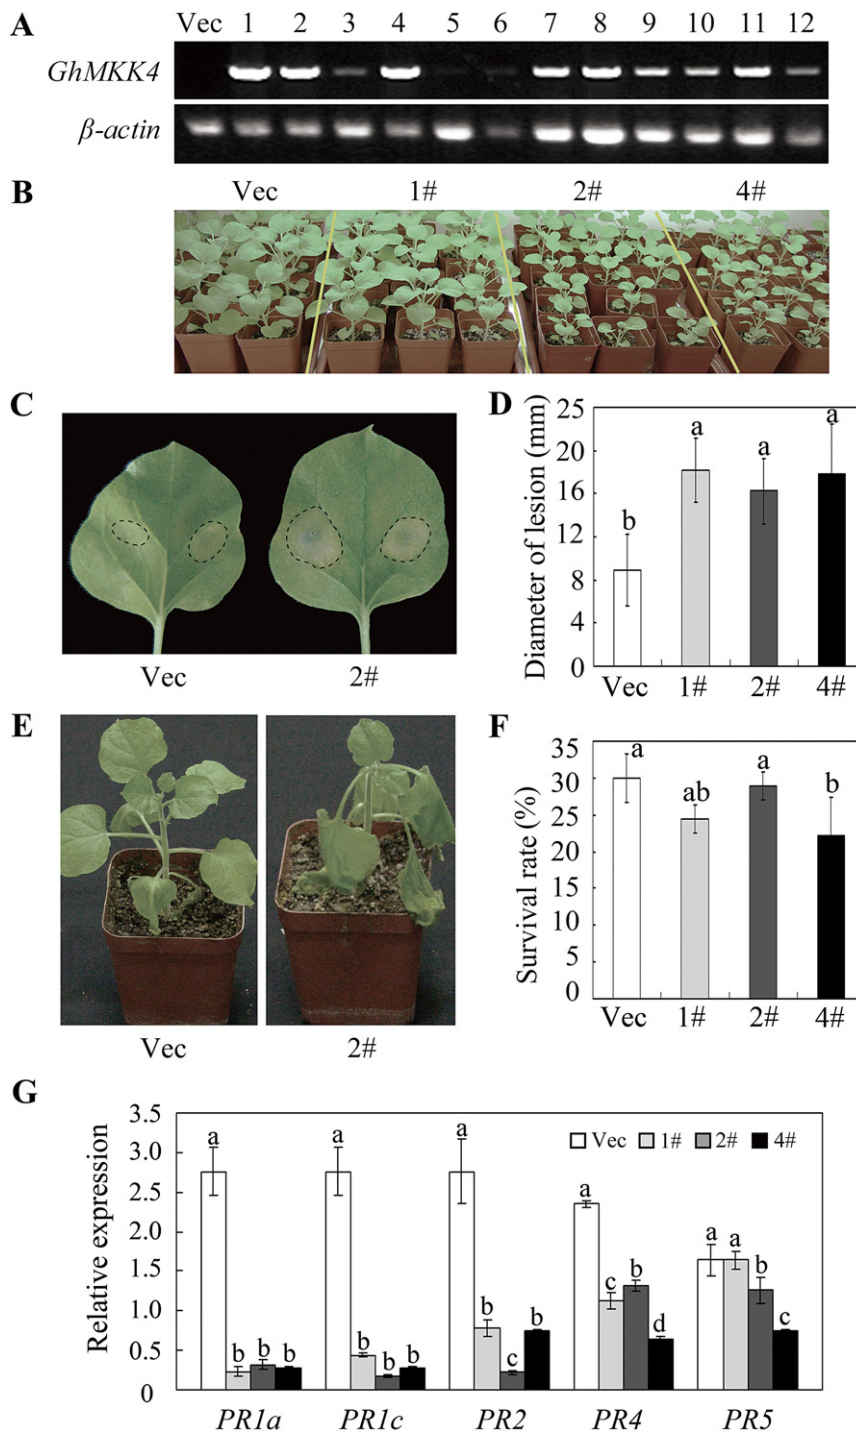 A
Vec 1 2 3 4 5 6 7 8 9 10 11 12
GhMKK4
β-actin
B
Vec 1# 2# 4#
C
Vec 2#
D
Diameter of lesion (mm)
25
20
16
12
8
4
0
b a a a
Vec 1# 2# 4#
E
Vec 2#
F
Survival rate (%)
35
30
25
22
15
10
5
0
a ab a b
Vec 1# 2# 4#
G
Relative expression
3.5
3.0
2.5
2.0
1.5
1.0
0.5
0
Vec 1# 2# 4#
a b b b
a b b b
a b c b
a c b d
a a b c
PR1a PR1c PR2 PR4 PR5